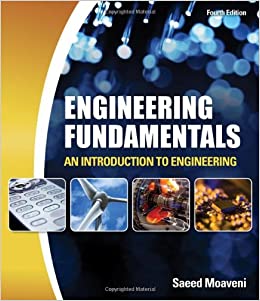 Fourth Edition
ENGINEERING
FUNDAMENTALS
AN INTRODUCTION TO ENGINEERING
Saeed Moaveni